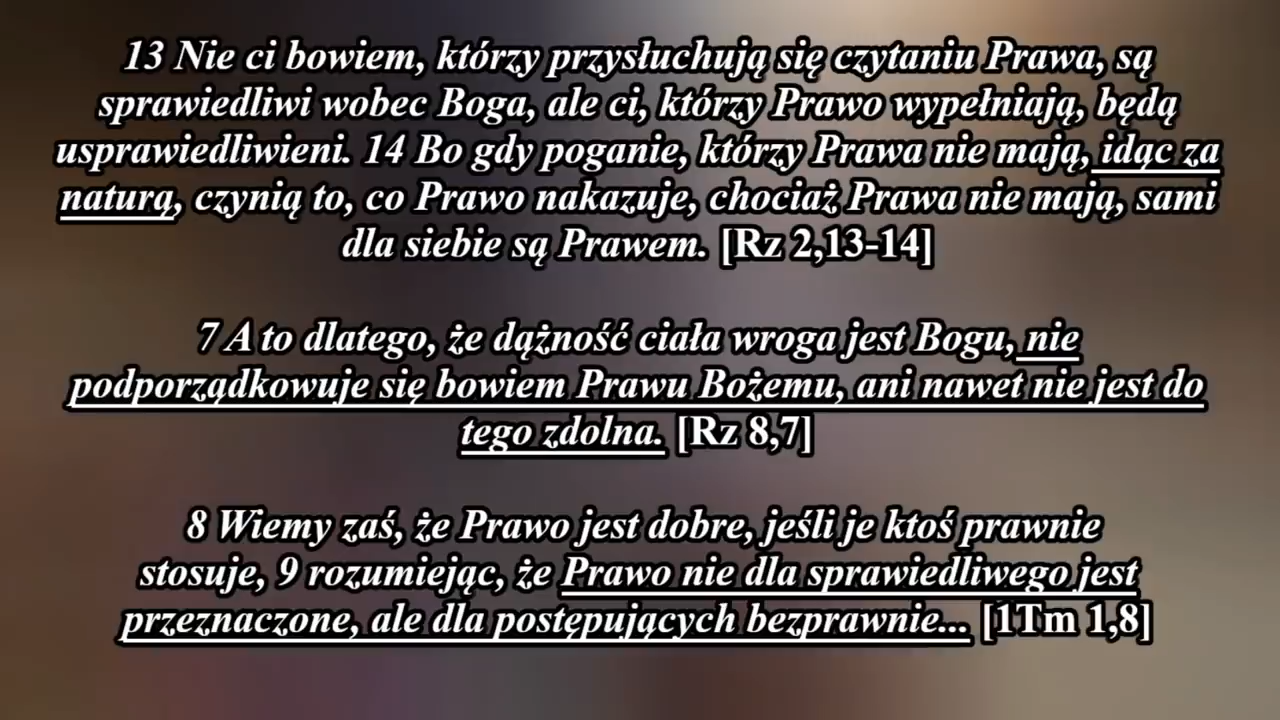 13 Nie ci bowiem, którzy przysłuchują się czytaniu Prawa, są
sprawiedliwi wobec Boga, ale ci, którzy Prawo wypełniają, będą
usprawiedliwieni. 14 Bo gdy poganie, którzy Prawa nie mają, idąc za
naturą, czynią to, co Prawo nakazuje, chociaż Prawa nie mają, sami
dla siebie są Prawem. [Rz 2,13-14]
7 A to dlatego, że dążność ciała wroga jest Bogu, nie
podporządkowuje się bowiem Prawu Bożemu, ani nawet nie jest do
tego zdolna. [Rz 8,7]
8 Wiemy zaś, że Prawo jest dobre, jeśli je ktoś prawnie
stosuje, 9 rozumiejąc, że Prawo nie dla sprawiedliwego jest
przeznaczone, ale dla postępujących bezprawnie... [1Tm 1,8]